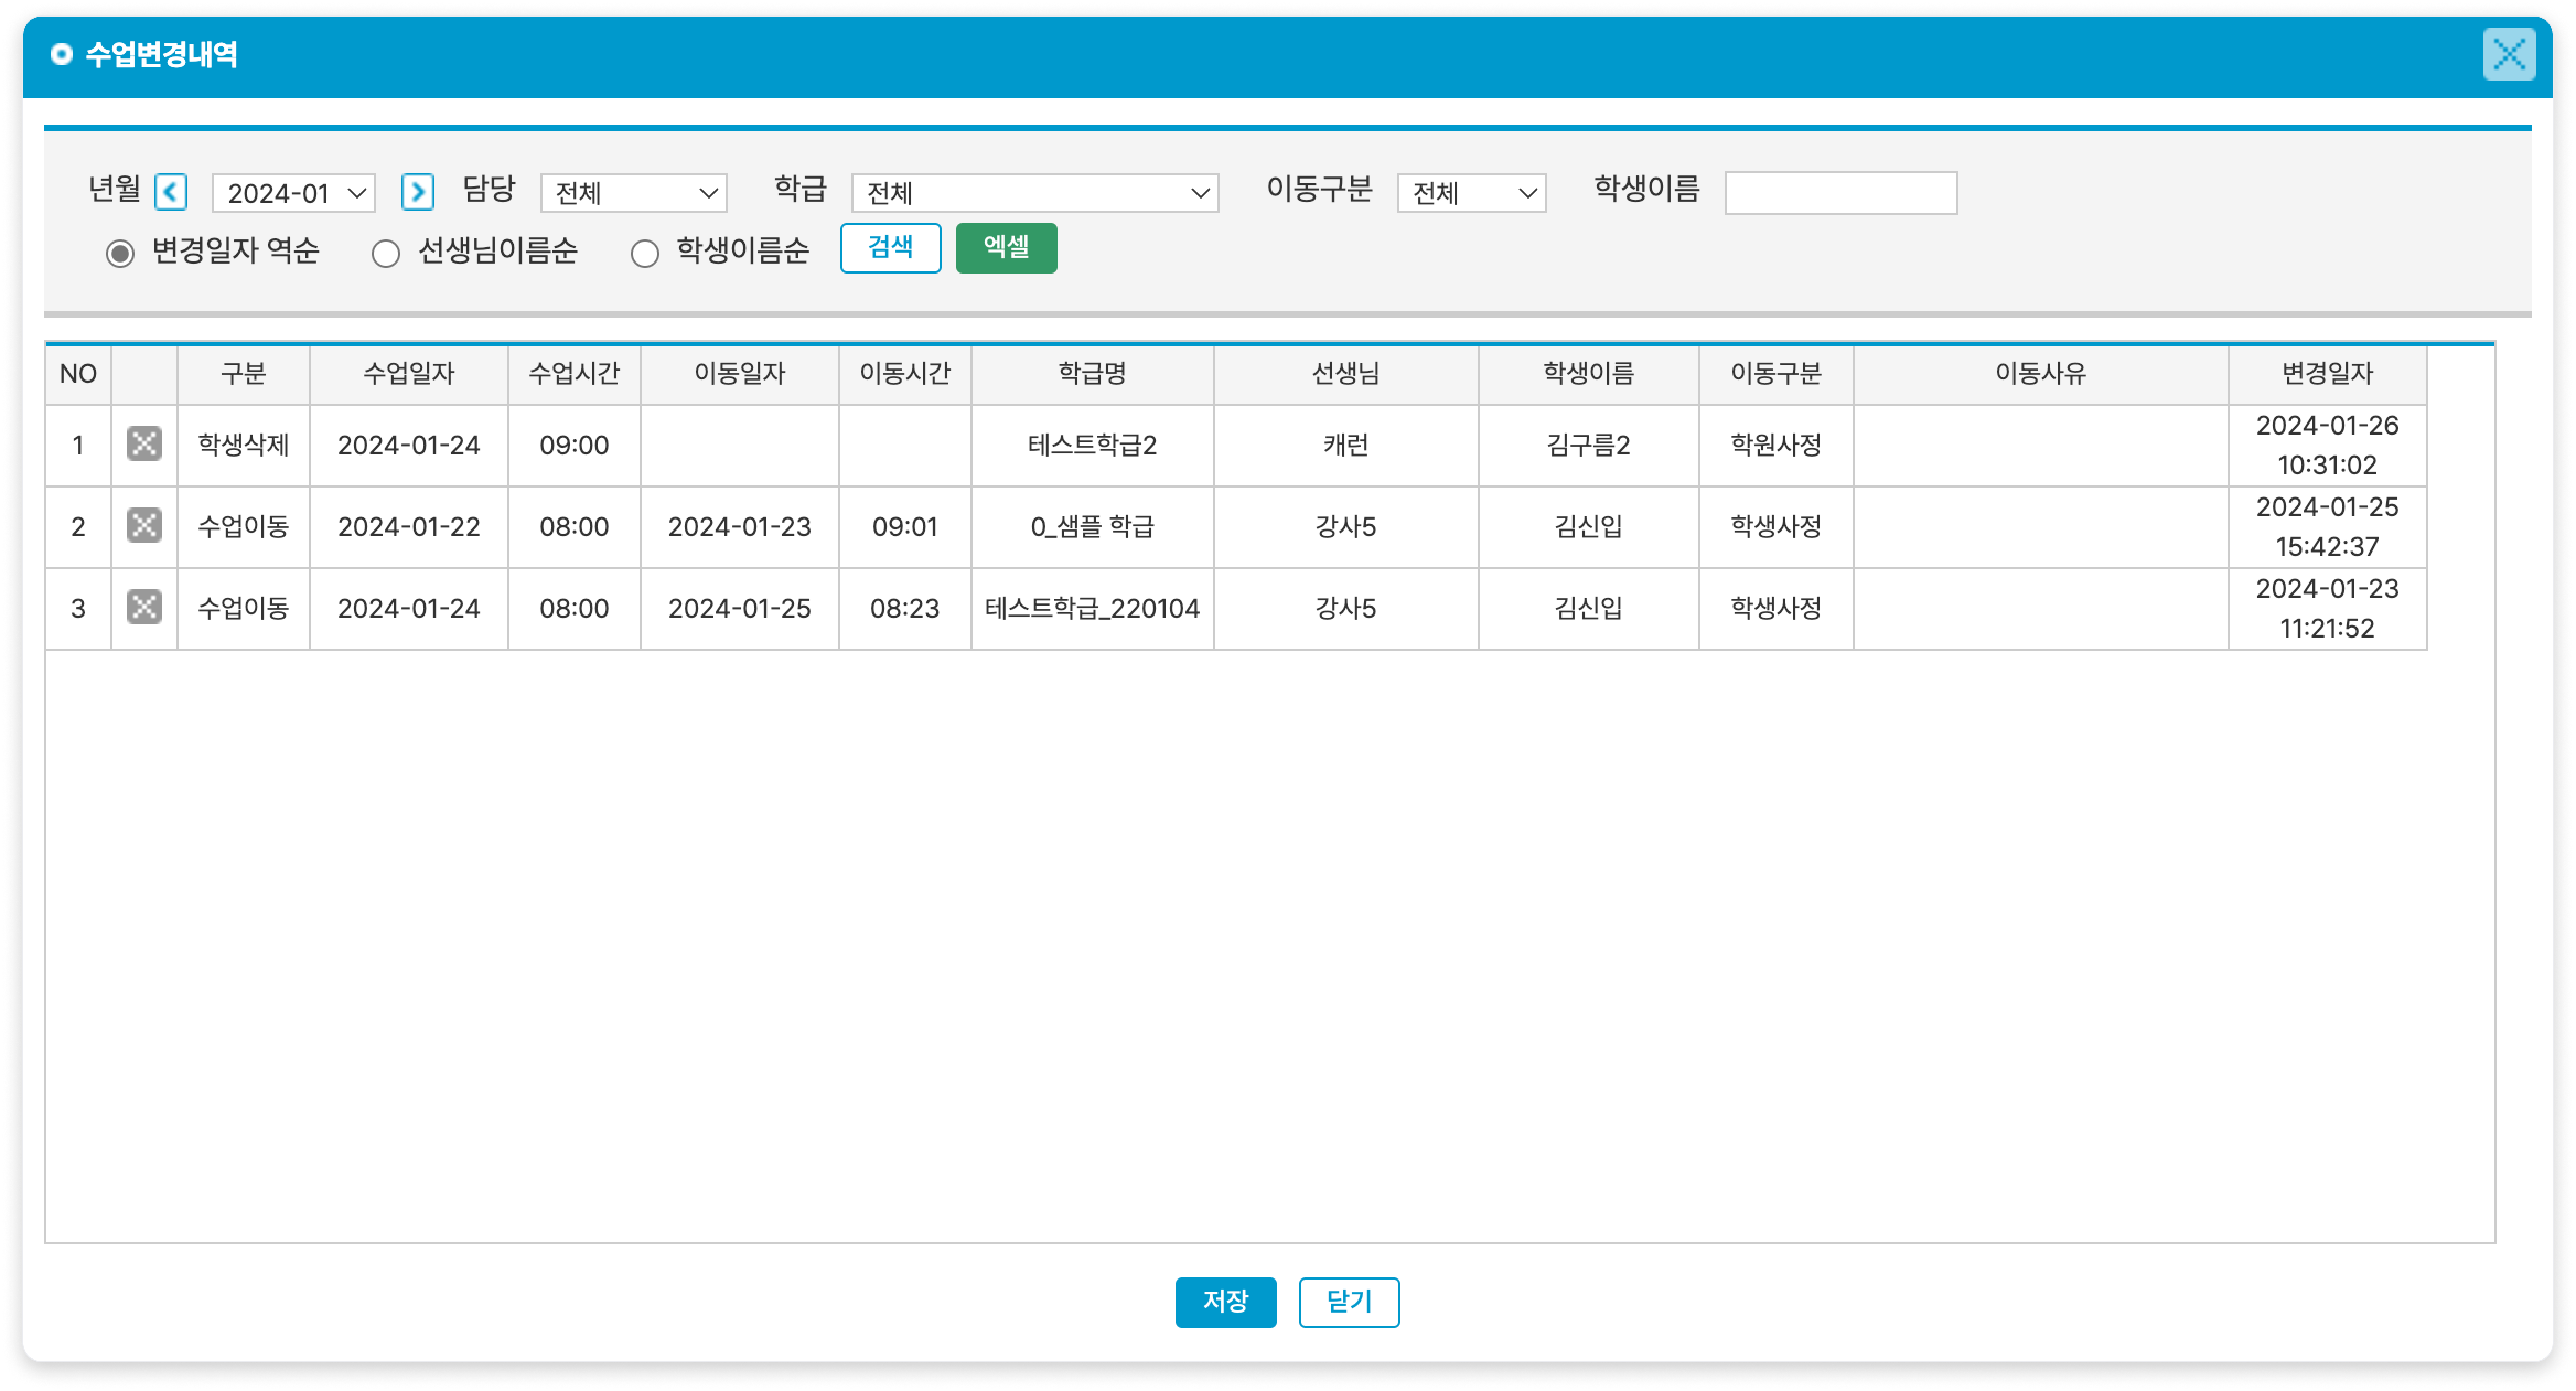 수업변경내역
년월 2024-01 담당 전체 학급 전체 이동구분 전체 학생이름
변경일자 역순 선생님이름순 학생이름순 검색 엑셀
NO 구분 수업일자 수업시간 이동일자 이동시간 학급명 선생님 학생이름 이동구분 이동사유 변경일자
1 학생삭제 2024-01-24 09:00 테스트학급2 캐런 김구름2 학원사정 2024-01-26
10:31:02
2 수업이동 2024-01-22 08:00 2024-01-23 09:01 0_샘플 학급 강사5 김신입 학생사정 2024-01-25
15:42:37
3 수업이동 2024-01-24 08:00 2024-01-25 08:23 테스트학급_220104 강사5 김신입 학생사정 2024-01-23
11:21:52
저장 닫기